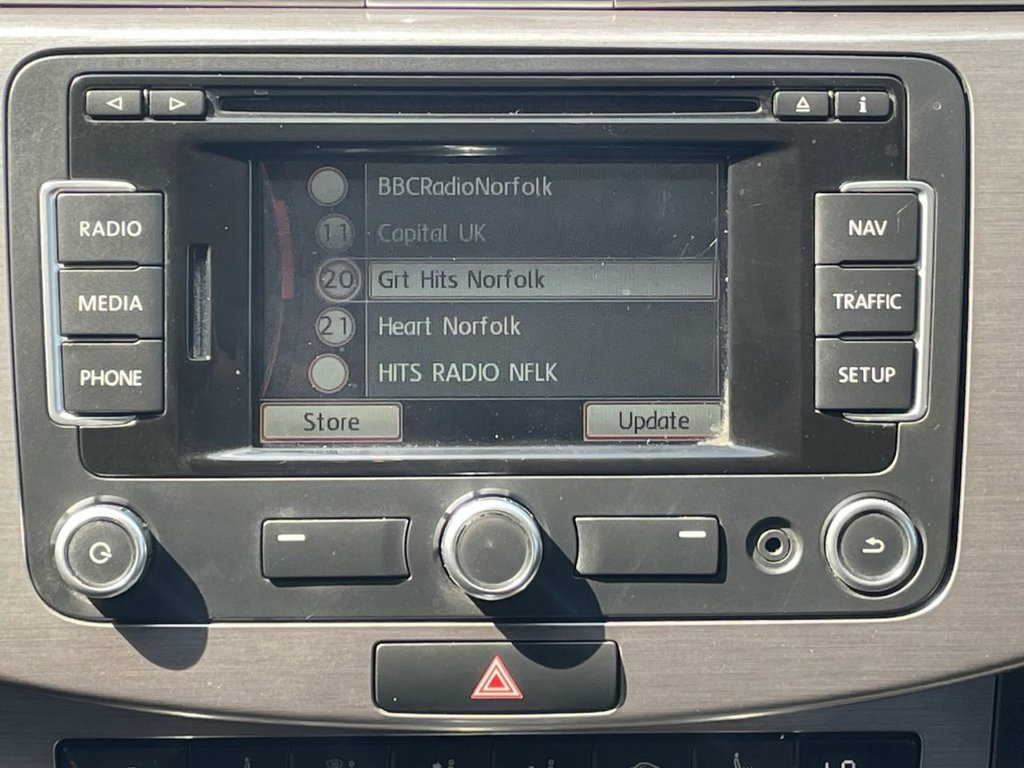 i
RADIO
MEDIA
PHONE
BBCRadioNorfolk
11 Capital UK
20 Grt Hits Norfolk
21 Heart Norfolk
HITS RADIO NFLK
Store
Update
NAV
TRAFFIC
SETUP